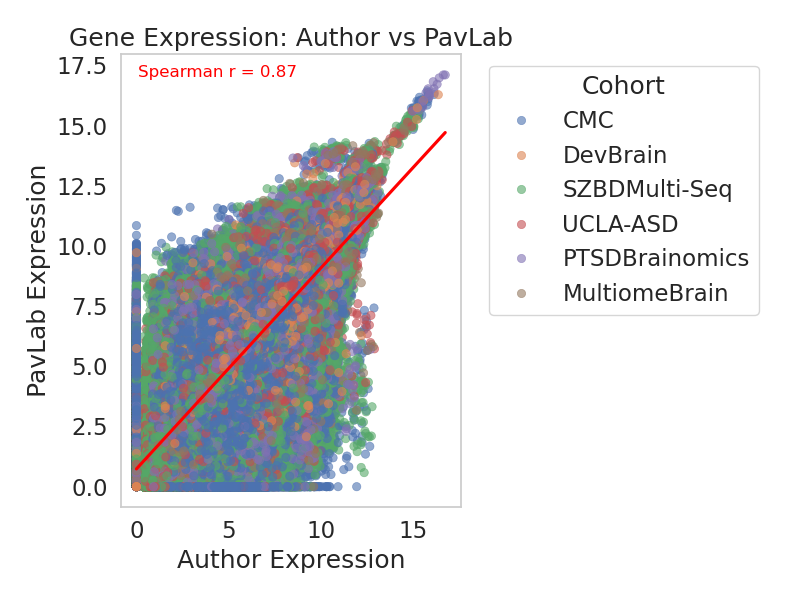 Gene Expression: Author vs PavLab
Spearman r = 0.87
17.5
15.0
12.5
10.0
7.5
5.0
2.5
0.0
PavLab Expression
0 5 10 15
Author Expression
Cohort
CMC
DevBrain
SZBDMulti-Seq
UCLA-ASD
PTSDBrainomics
MultiomeBrain